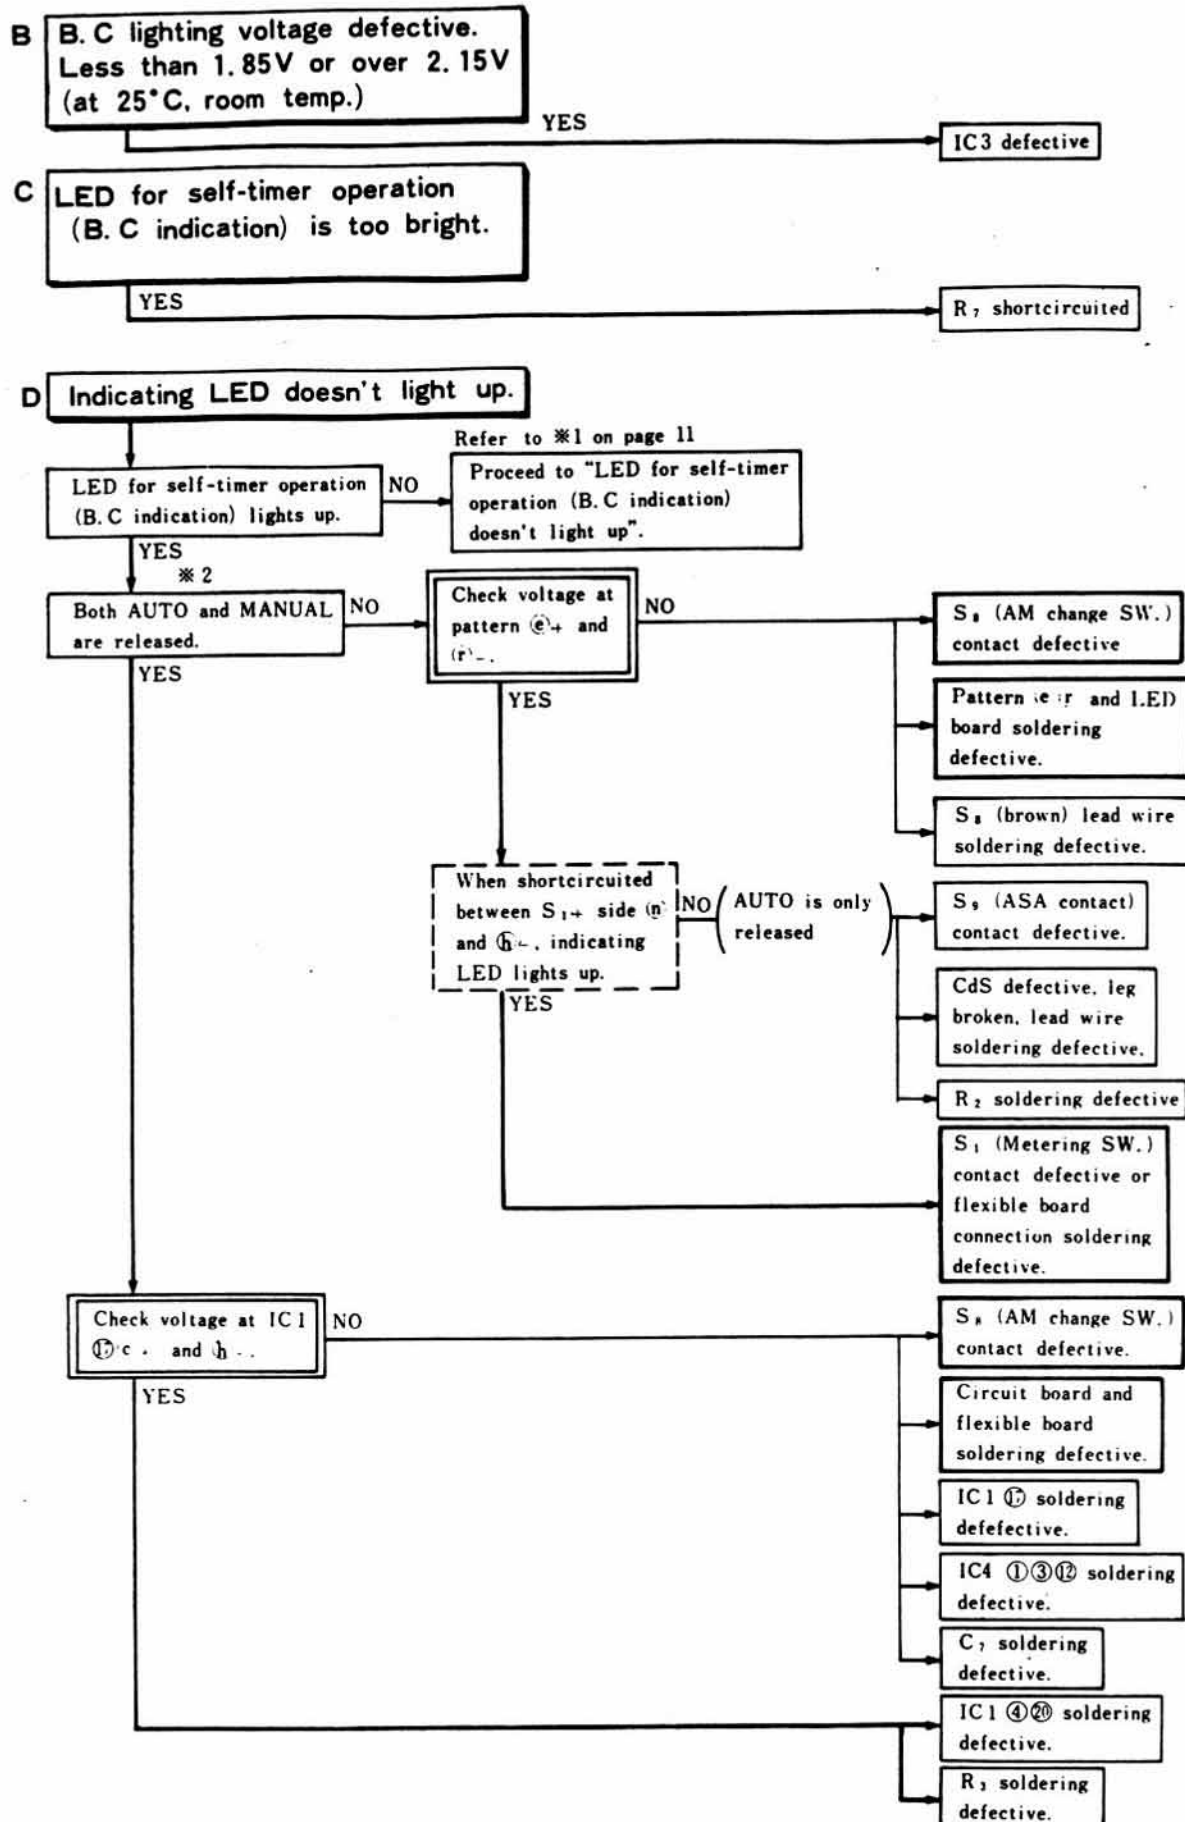 B
B.C lighting voltage defective.
Less than 1.85V or over 2.15V
(at 25°C, room temp.)
YES
IC3 defective
C
LED for self-timer operation
(B.C indication) is too bright.
YES
R₇ shortcircuited
D
Indicating LED doesn't light up.
Refer to ※1 on page 11
LED for self-timer operation
(B.C indication) lights up.
NO
Proceed to "LED for self-timer
operation (B.C indication)
doesn't light up".
YES
※2
Both AUTO and MANUAL
are released.
NO
Check voltage at
pattern ⓔ+ and
ⓡ-.
NO
S₈ (AM change SW.)
contact defective
YES
YES
Pattern e r and LED
board soldering
defective.
S₈ (brown) lead wire
soldering defective.
When shortcircuited
between S₁+ side ⓝ
and ⓗ-, indicating
LED lights up.
NO
(AUTO is only
released)
S₉ (ASA contact)
contact defective.
YES
CdS defective, leg
broken, lead wire
soldering defective.
R₂ soldering defective
S₁ (Metering SW.)
contact defective or
flexible board
connection soldering
defective.
Check voltage at IC1
⑰ c and h -.
NO
S₈ (AM change SW.)
contact defective.
YES
Circuit board and
flexible board
soldering defective.
IC1 ⑰ soldering
defefective.
IC4 ①③⑫ soldering
defective.
C₇ soldering
defective.
IC1 ④⑳ soldering
defective.
R₃ soldering
defective.